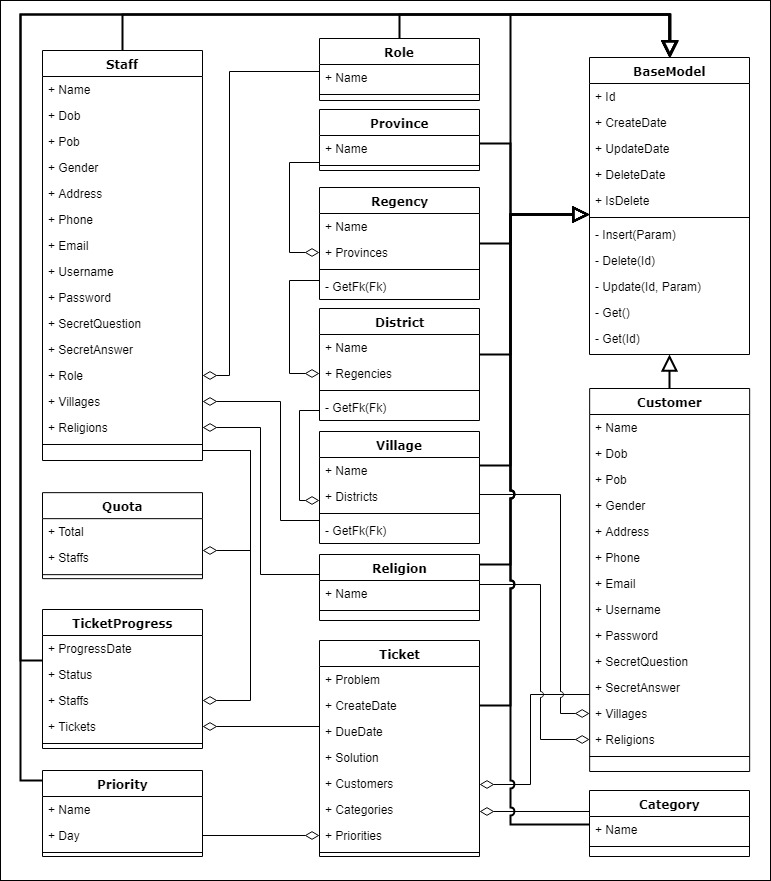 Staff
+ Name
+ Dob
+ Pob
+ Gender
+ Address
+ Phone
+ Email
+ Username
+ Password
+ SecretQuestion
+ SecretAnswer
+ Role
+ Villages
+ Religions
Quota
+ Total
+ Staffs
TicketProgress
+ ProgressDate
+ Status
+ Staffs
+ Tickets
Priority
+ Name
+ Day
Role
+ Name
Province
+ Name
Regency
+ Name
+ Provinces
- GetFk(Fk)
District
+ Name
+ Regencies
- GetFk(Fk)
Village
+ Name
+ Districts
- GetFk(Fk)
Religion
+ Name
Ticket
+ Problem
+ CreateDate
+ DueDate
+ Solution
+ Customers
+ Categories
+ Priorities
BaseModel
+ Id
+ CreateDate
+ UpdateDate
+ DeleteDate
+ IsDelete
- Insert(Param)
- Delete(Id)
- Update(Id, Param)
- Get()
- Get(Id)
Customer
+ Name
+ Dob
+ Pob
+ Gender
+ Address
+ Phone
+ Email
+ Username
+ Password
+ SecretQuestion
+ SecretAnswer
+ Villages
+ Religions
Category
+ Name